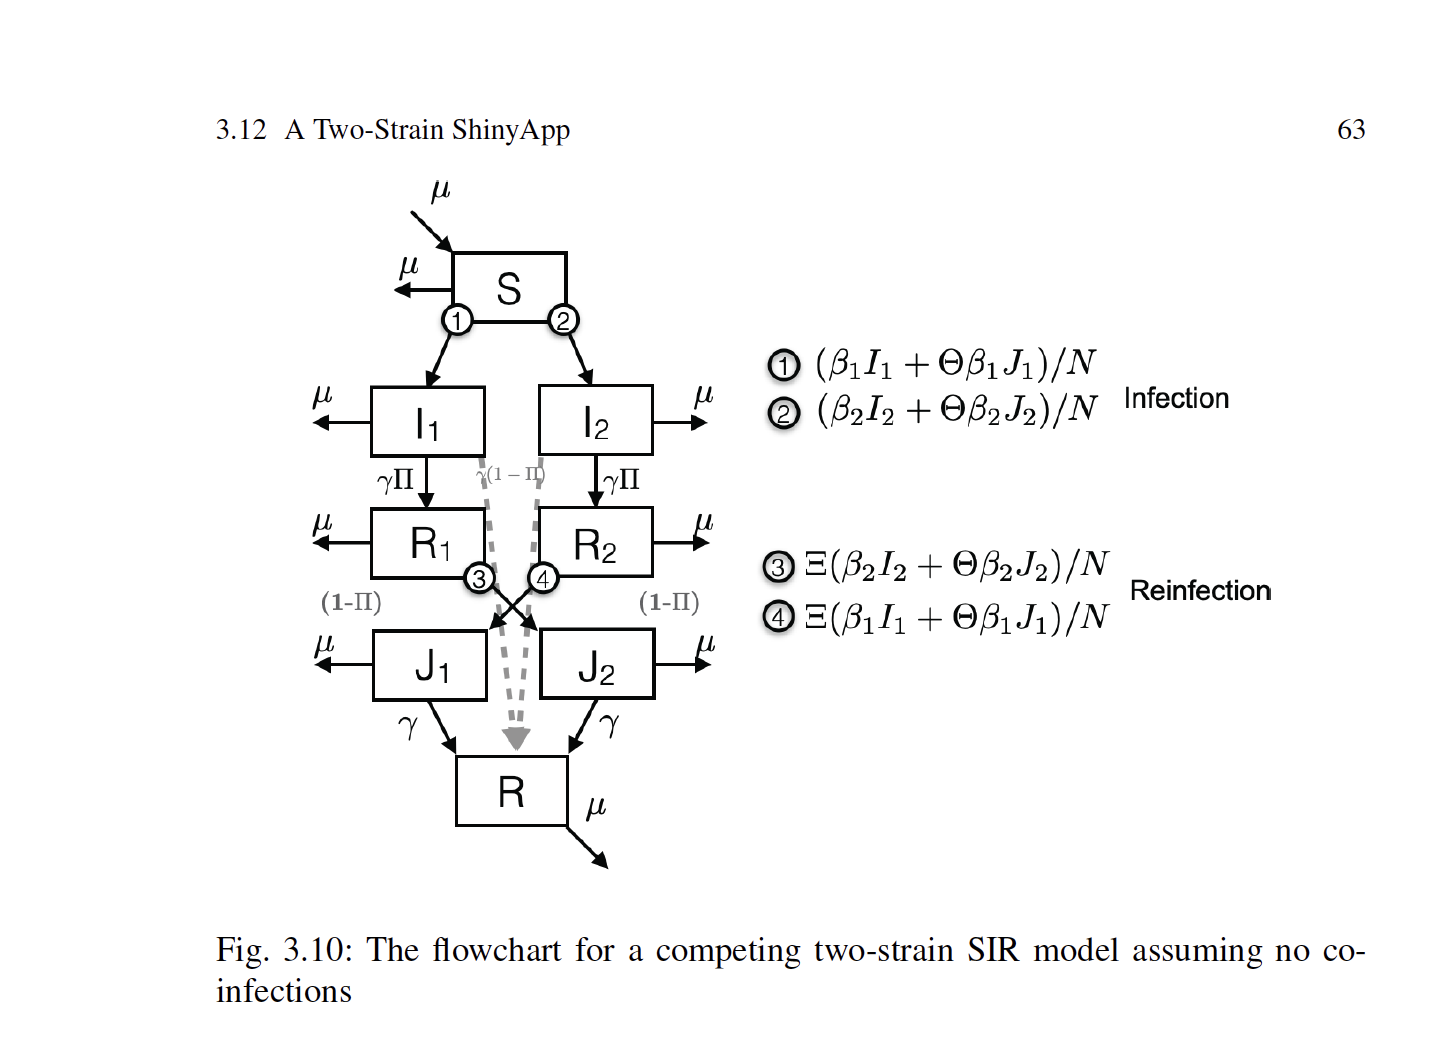 3.12 A Two-Strain ShinyApp 63
μ
μ
S
1 2
μ I1 I2 μ
γΠ γ(1 − Π) γΠ
μ R1 R2 μ
3 4
(1-Π) (1-Π)
μ J1 J2 μ
γ γ
R
μ
1 (β₁I₁ + Θβ₁J₁)/N
2 (β₂I₂ + Θβ₂J₂)/N
Infection
3 Ξ(β₂I₂ + Θβ₂J₂)/N
4 Ξ(β₁I₁ + Θβ₁J₁)/N
Reinfection
Fig. 3.10: The flowchart for a competing two-strain SIR model assuming no co-
infections